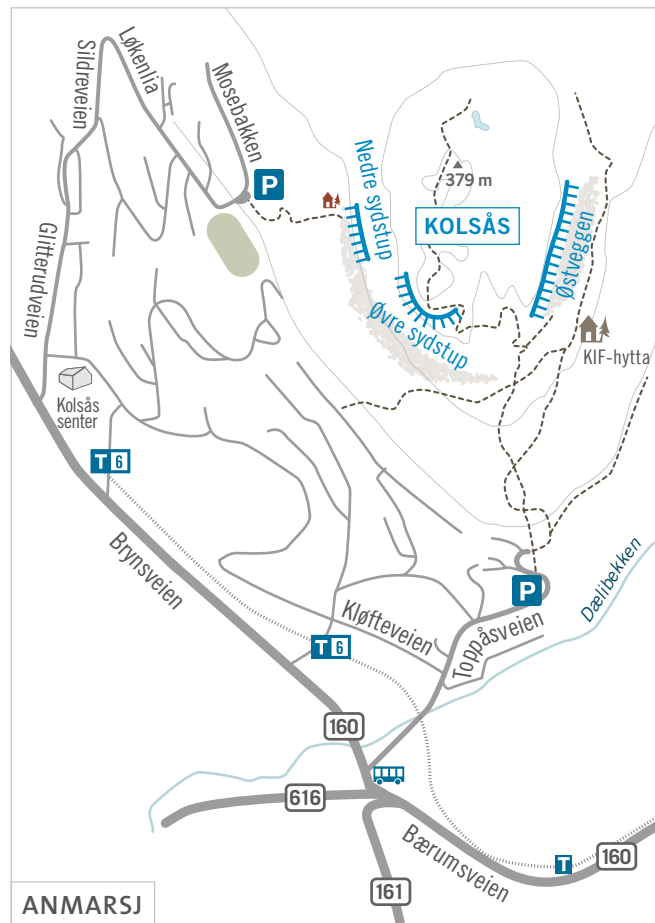 Sildreveien
Løkenlia
Mosebakken
P
Nedre sydstup
379 m
KOLSÅS
Østveggen
Øvre sydstup
KIF-hytta
Glitterudveien
Kolsås
senter
T 6
Brynsveien
P
Dælibekken
Kløfteveien
T 6
Toppåsveien
160
616
Bærumsveien
T
160
161
ANMARSJ